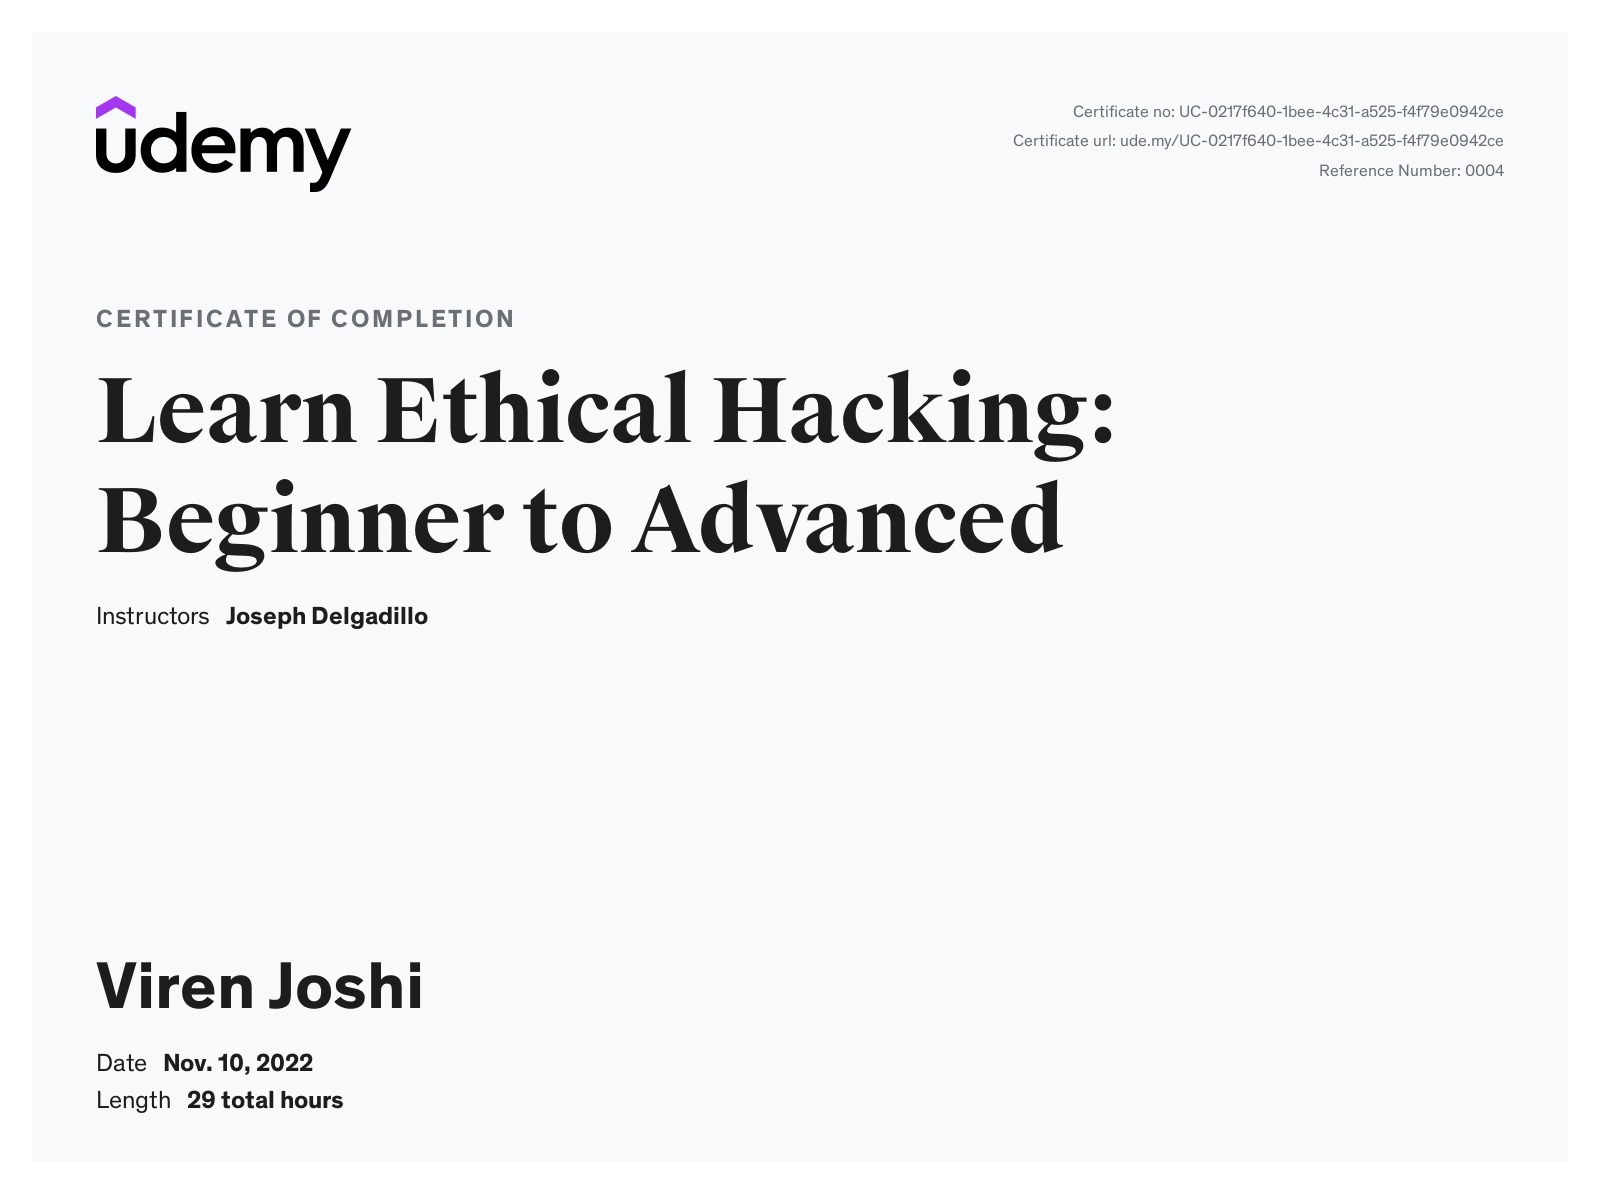 udemy
Certificate no: UC-0217f640-1bee-4c31-a525-f4f79e0942ce
Certificate url: ude.my/UC-0217f640-1bee-4c31-a525-f4f79e0942ce
Reference Number: 0004
CERTIFICATE OF COMPLETION
Learn Ethical Hacking:
Beginner to Advanced
Instructors Joseph Delgadillo
Viren Joshi
Date Nov. 10, 2022
Length 29 total hours